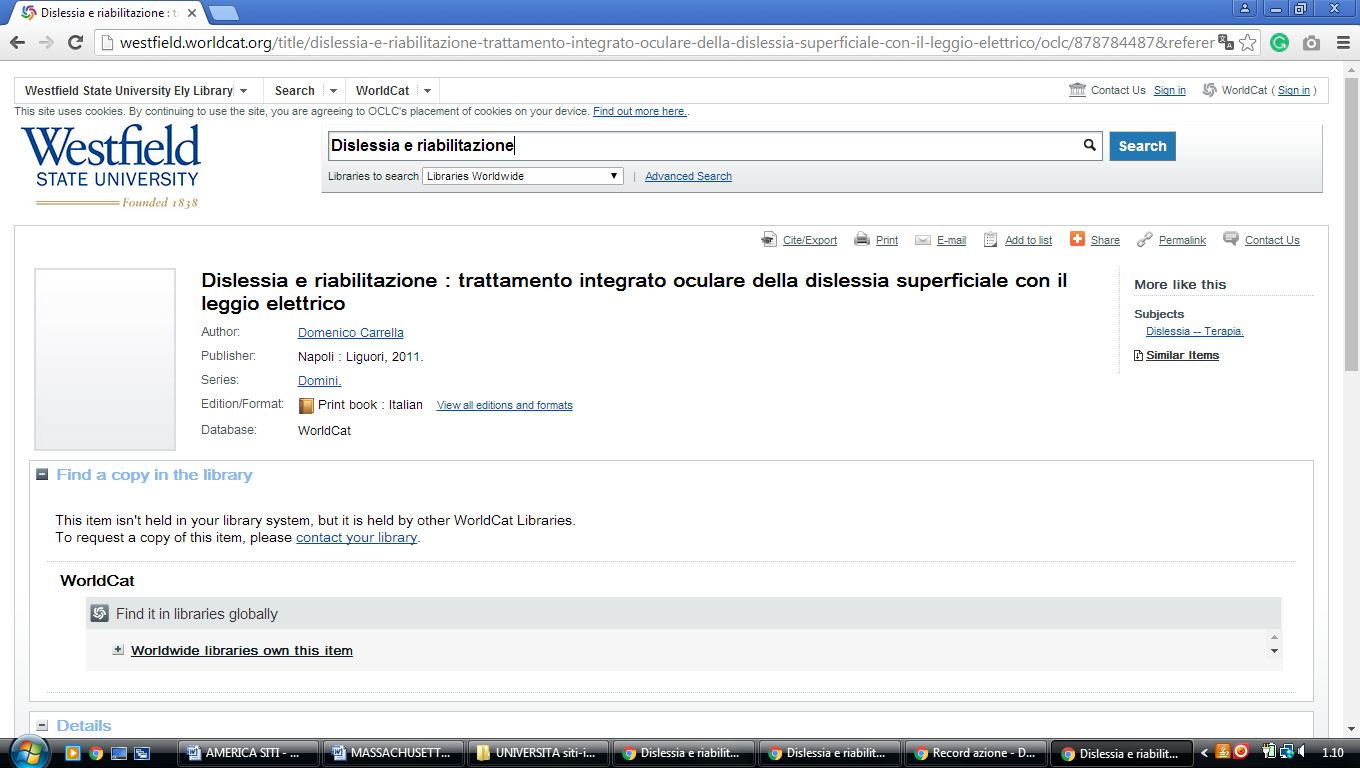 Dislessia e riabilitazione : t
westfield.worldcat.org/title/dislessia-e-riabilitazione-trattamento-integrato-oculare-della-dislessia-superficiale-con-il-leggio-elettrico/oclc/878784487&referer
Westfield State University Ely Library Search WorldCat Contact Us Sign in WorldCat ( Sign in )
This site uses cookies. By continuing to use the site, you are agreeing to OCLC's placement of cookies on your device. Find out more here..
Westfield
STATE UNIVERSITY
Founded 1838
Dislessia e riabilitazione Search
Libraries to search Libraries Worldwide | Advanced Search
Cite/Export Print E-mail Add to list Share Permalink Contact Us
Dislessia e riabilitazione : trattamento integrato oculare della dislessia superficiale con il
leggio elettrico
Author: Domenico Carrella
Publisher: Napoli : Liguori, 2011.
Series: Domini.
Edition/Format: Print book : Italian View all editions and formats
Database: WorldCat
More like this
Subjects
Dislessia -- Terapia.
Similar Items
Find a copy in the library
This item isn't held in your library system, but it is held by other WorldCat Libraries.
To request a copy of this item, please contact your library.
WorldCat
Find it in libraries globally
Worldwide libraries own this item
Details
AMERICA SITI - ... MASSACHUSETT... UNIVERSITA siti-i... Dislessia e riabilit... Dislessia e riabilit... Record azione - D... Dislessia e riabilit... 1.10